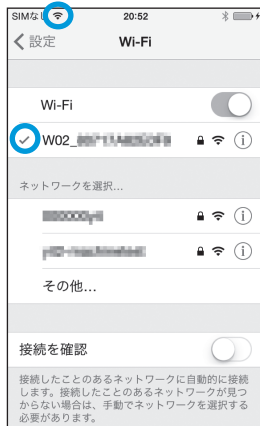 SIMな
20:52
設定
Wi-Fi
Wi-Fi
W02_
ネットワークを選択...
その他...
接続を確認
接続したことのあるネットワークに自動的に接続
します。接続したことのあるネットワークが見つ
からない場合は、手動でネットワークを選択する
必要があります。